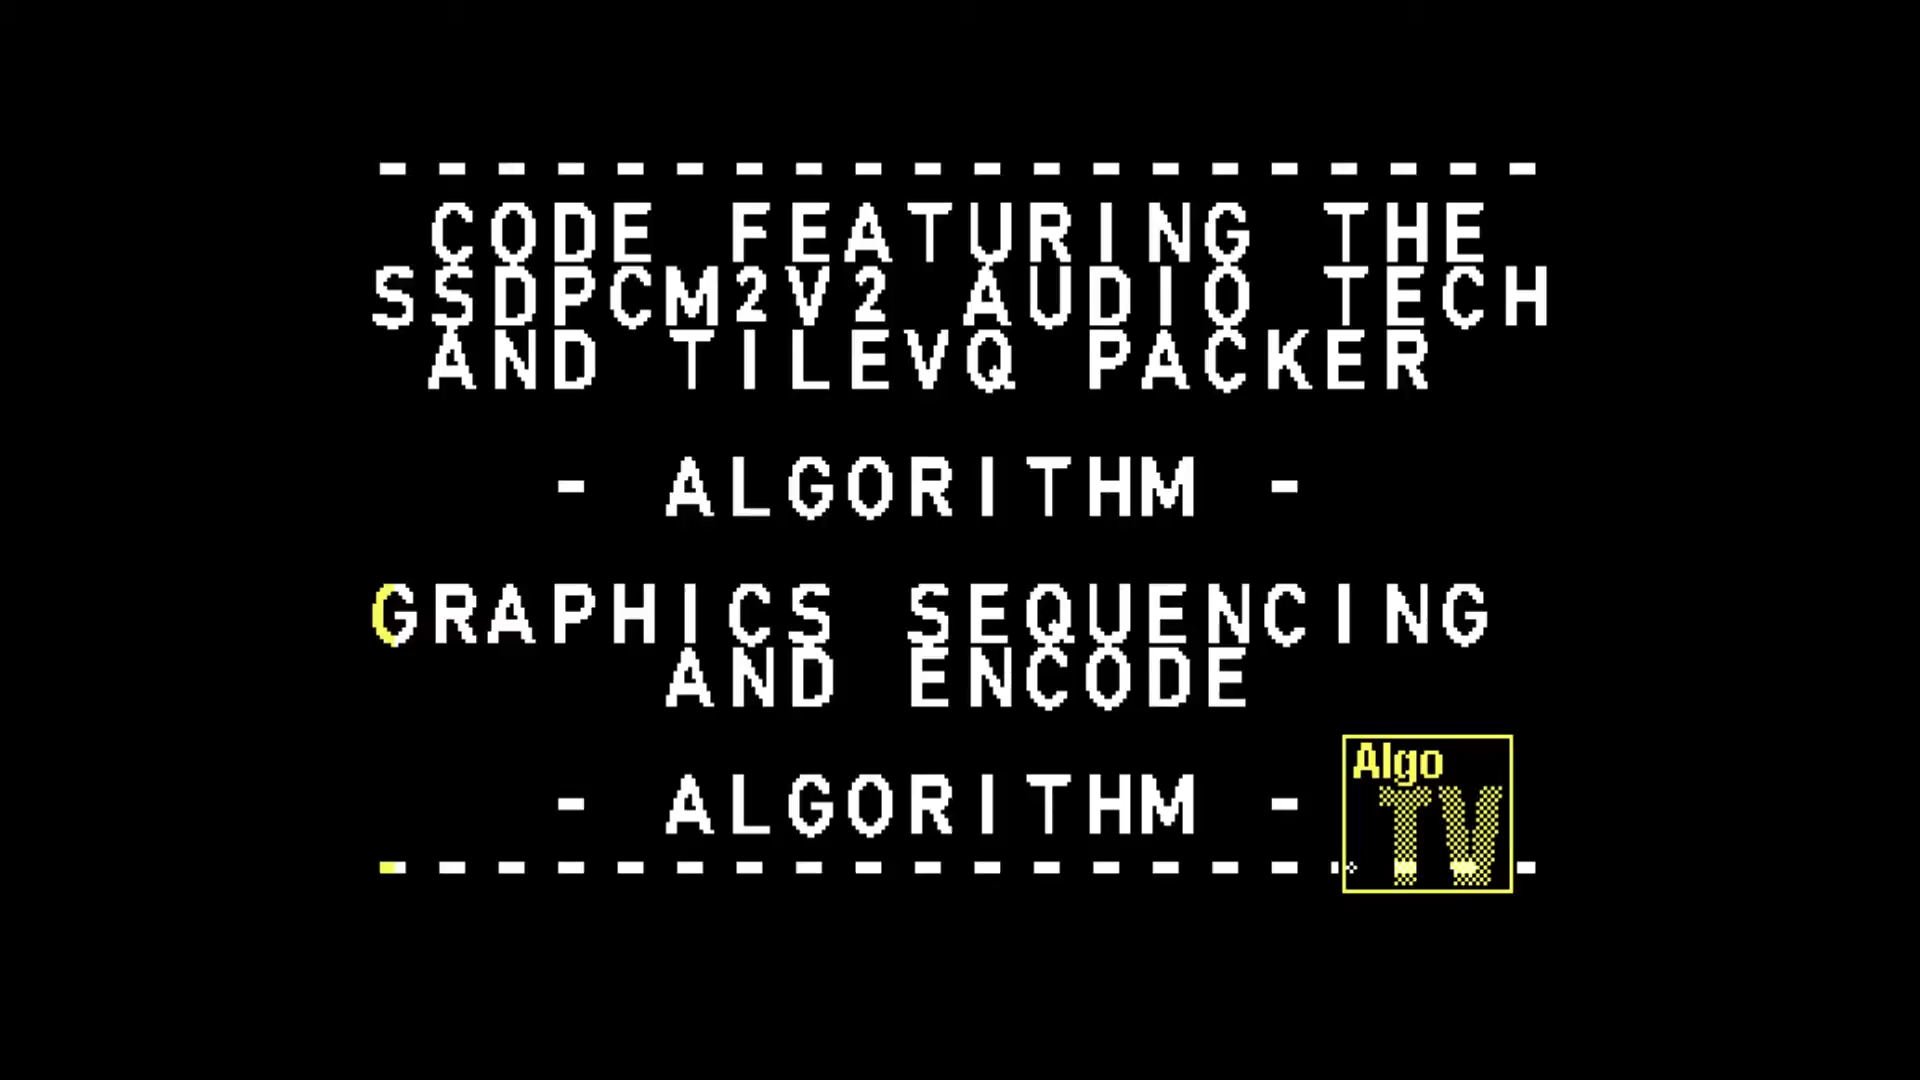 - - - - - - - - - - - - - - - - - - - -
CODE FEATURING THE
SSDPCM2V2 AUDIO TECH
AND TILEVQ PACKER
- ALGORITHM -
GRAPHICS SEQUENCING
AND ENCODE
- ALGORITHM -
Algo
TV
- - - - - - - - - - - - - - - - - - - -